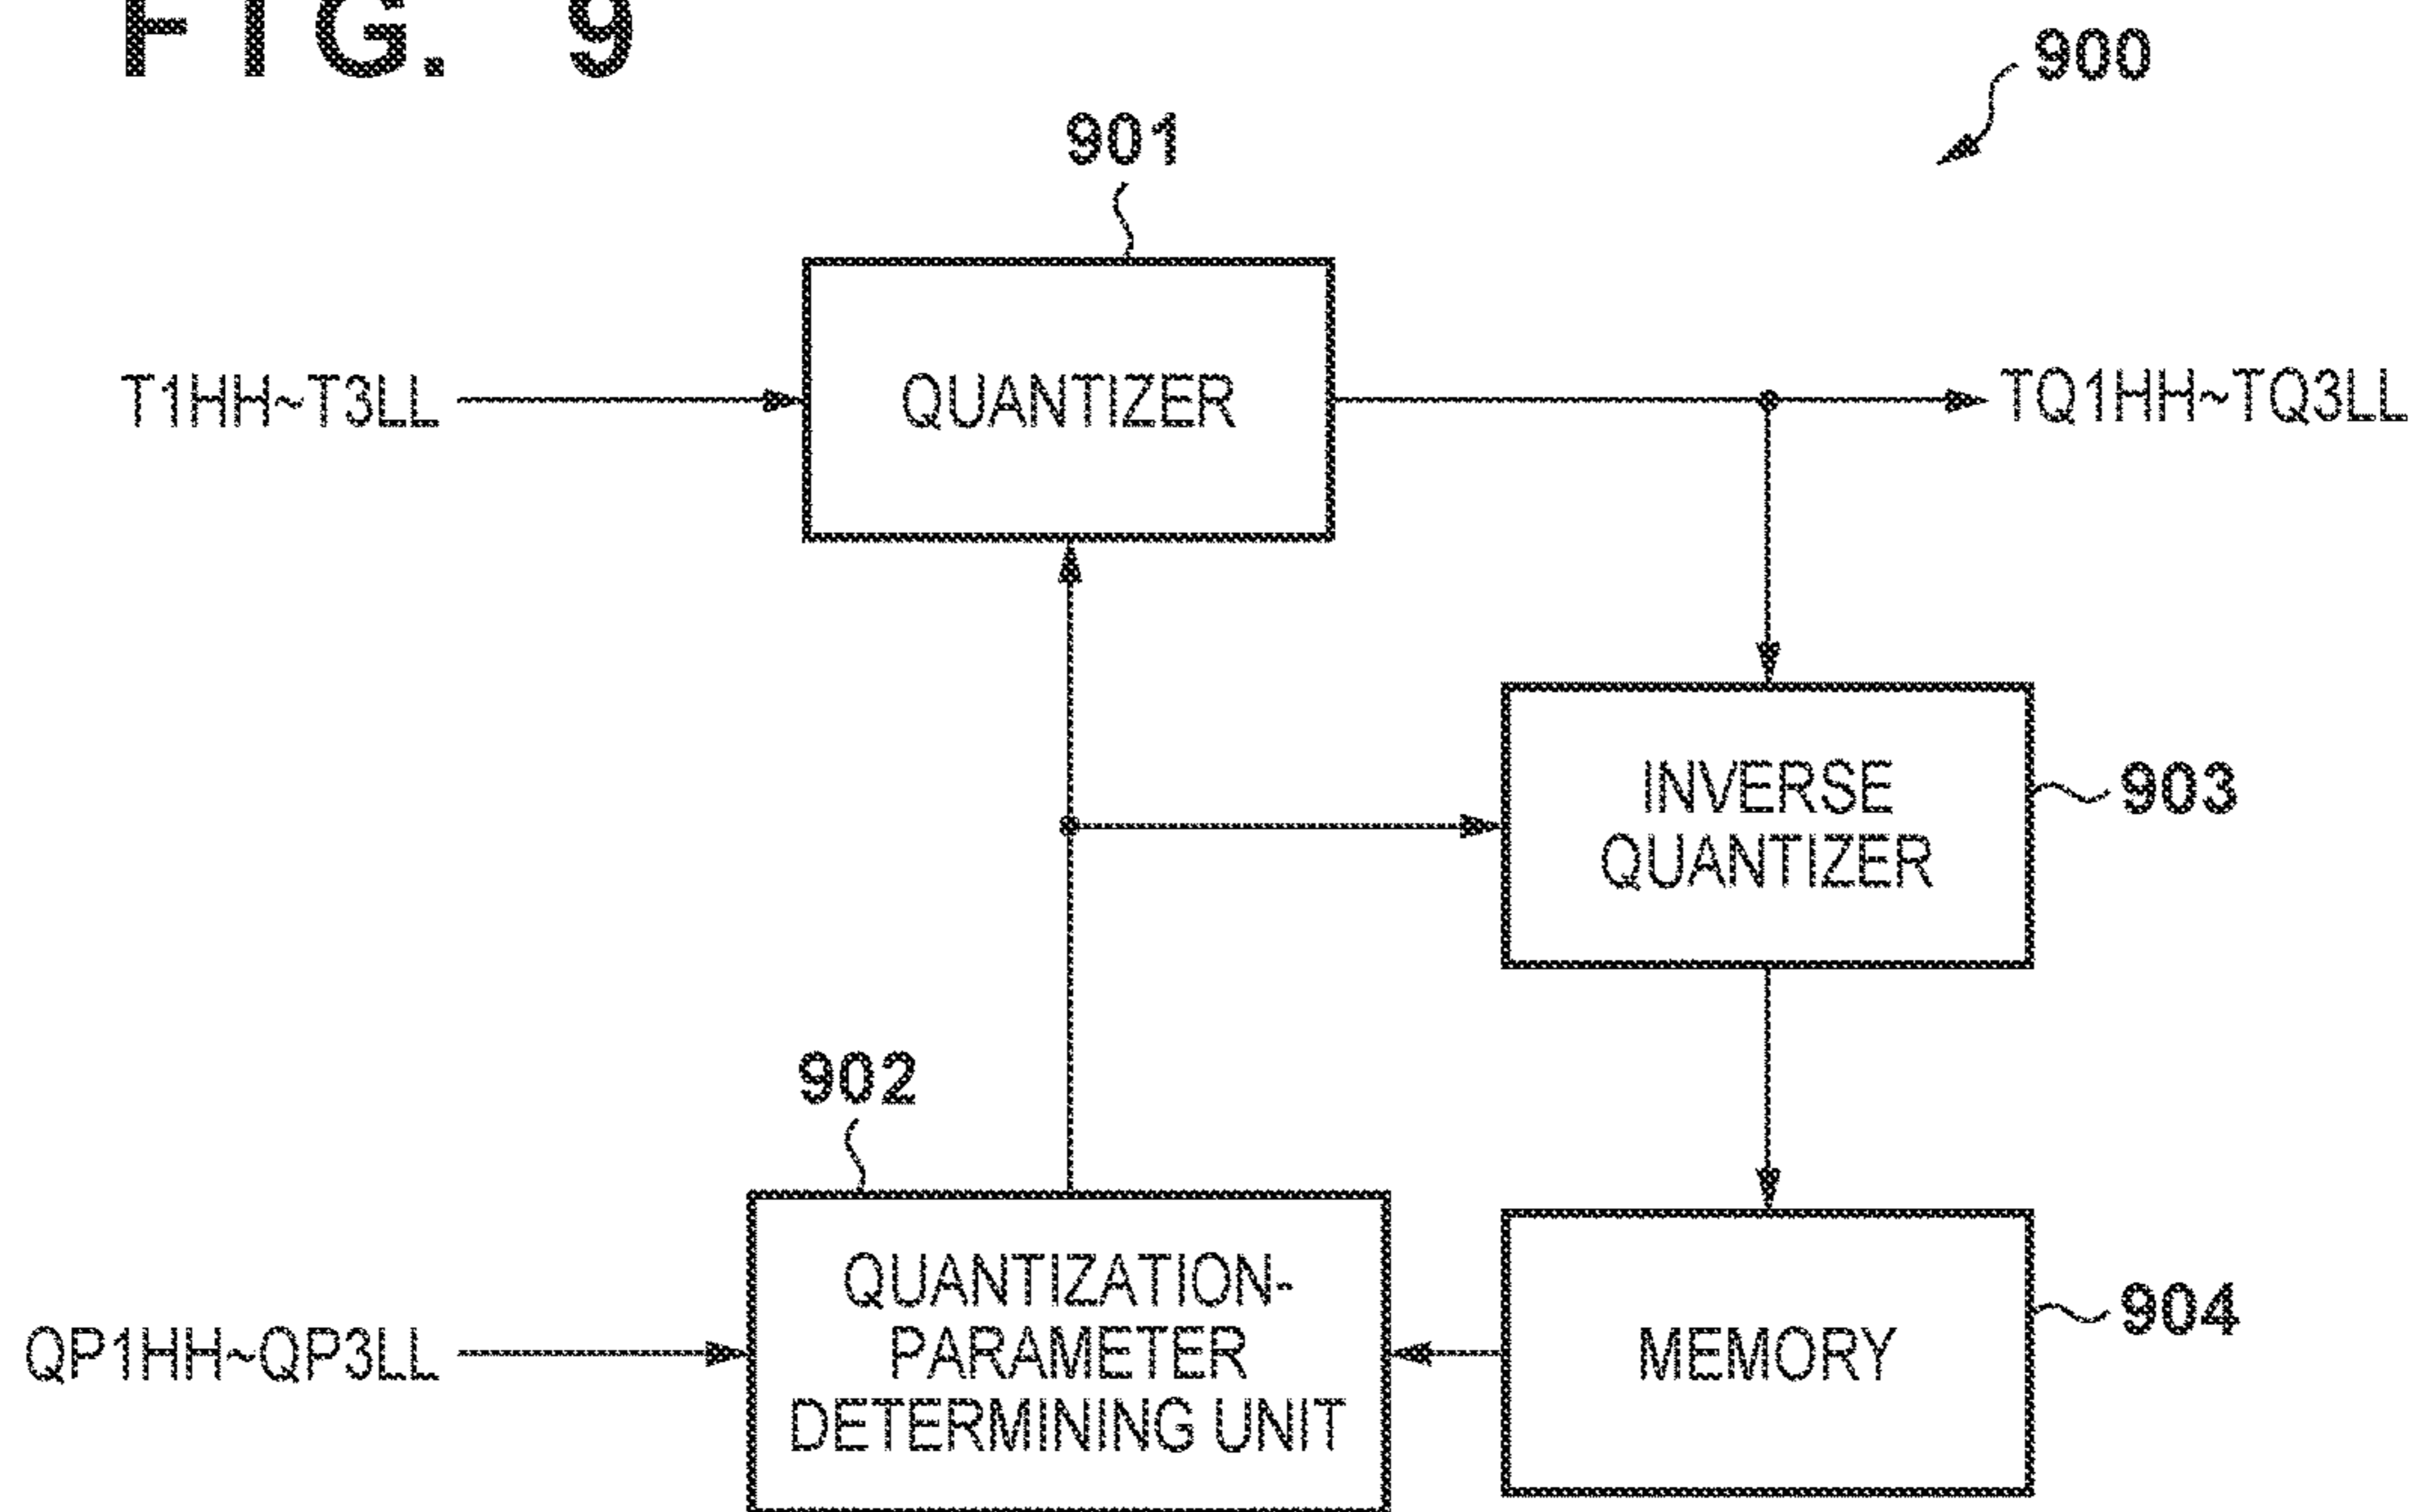 FIG. 9
900
901
T1HH~T3LL
QUANTIZER
TQ1HH~TQ3LL
INVERSE
QUANTIZER
903
902
QUANTIZATION-
PARAMETER
DETERMINING UNIT
QP1HH~QP3LL
MEMORY
904